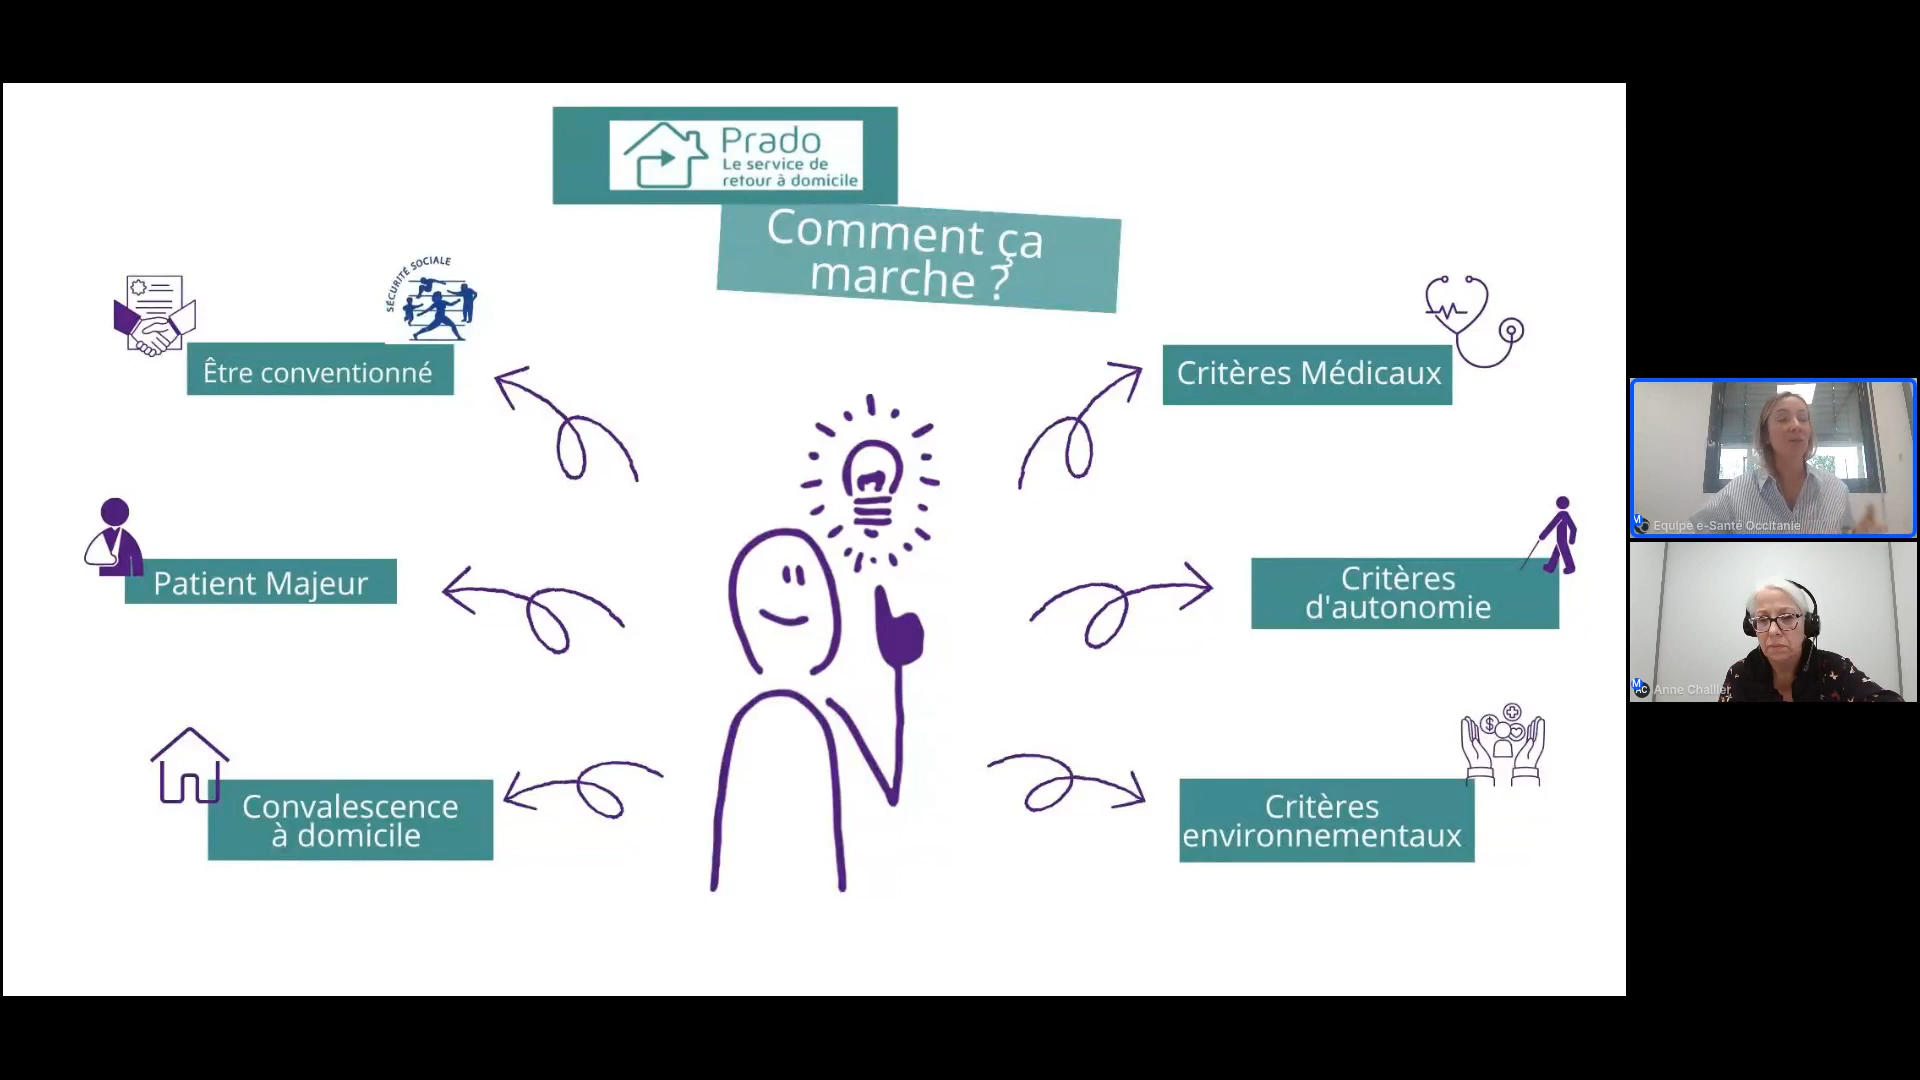 Prado
Le service de
retour à domicile
Comment ça
marche ?
SÉCURITÉ SOCIALE
Être conventionné
Critères Médicaux
Patient Majeur
Critères
d'autonomie
Convalescence
à domicile
Critères
environnementaux
Equipe e-Santé Occitanie
Anne Challier